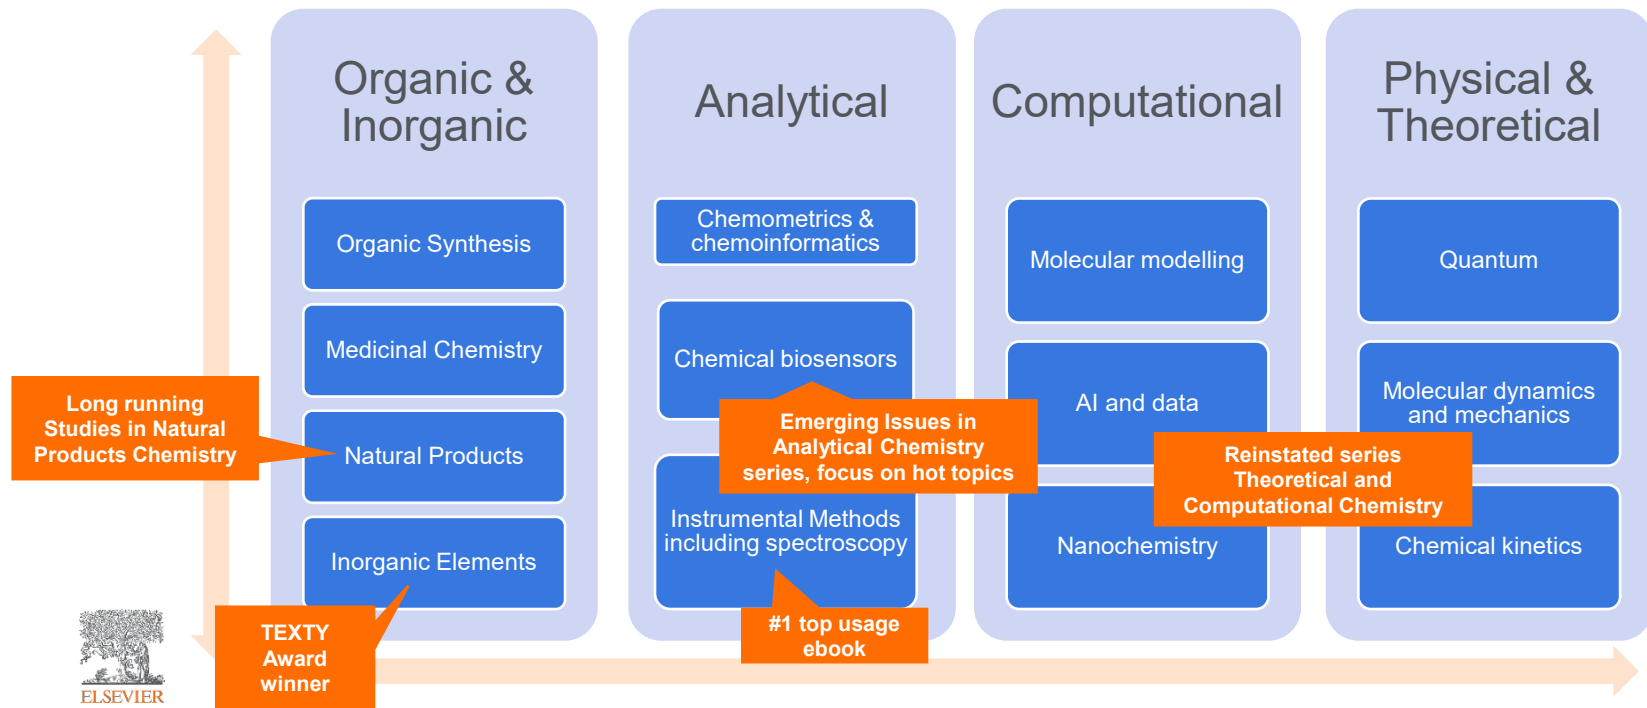 Organic &
Inorganic
Organic Synthesis
Medicinal Chemistry
Natural Products
Inorganic Elements
Long running
Studies in Natural
Products Chemistry
TEXTY
Award
winner
Analytical
Chemometrics &
chemoinformatics
Chemical biosensors
Emerging Issues in
Analytical Chemistry
series, focus on hot topics
Instrumental Methods
including spectroscopy
#1 top usage
ebook
Computational
Molecular modelling
AI and data
Nanochemistry
Reinstated series
Theoretical and
Computational Chemistry
Physical &
Theoretical
Quantum
Molecular dynamics
and mechanics
Chemical kinetics
ELSEVIER